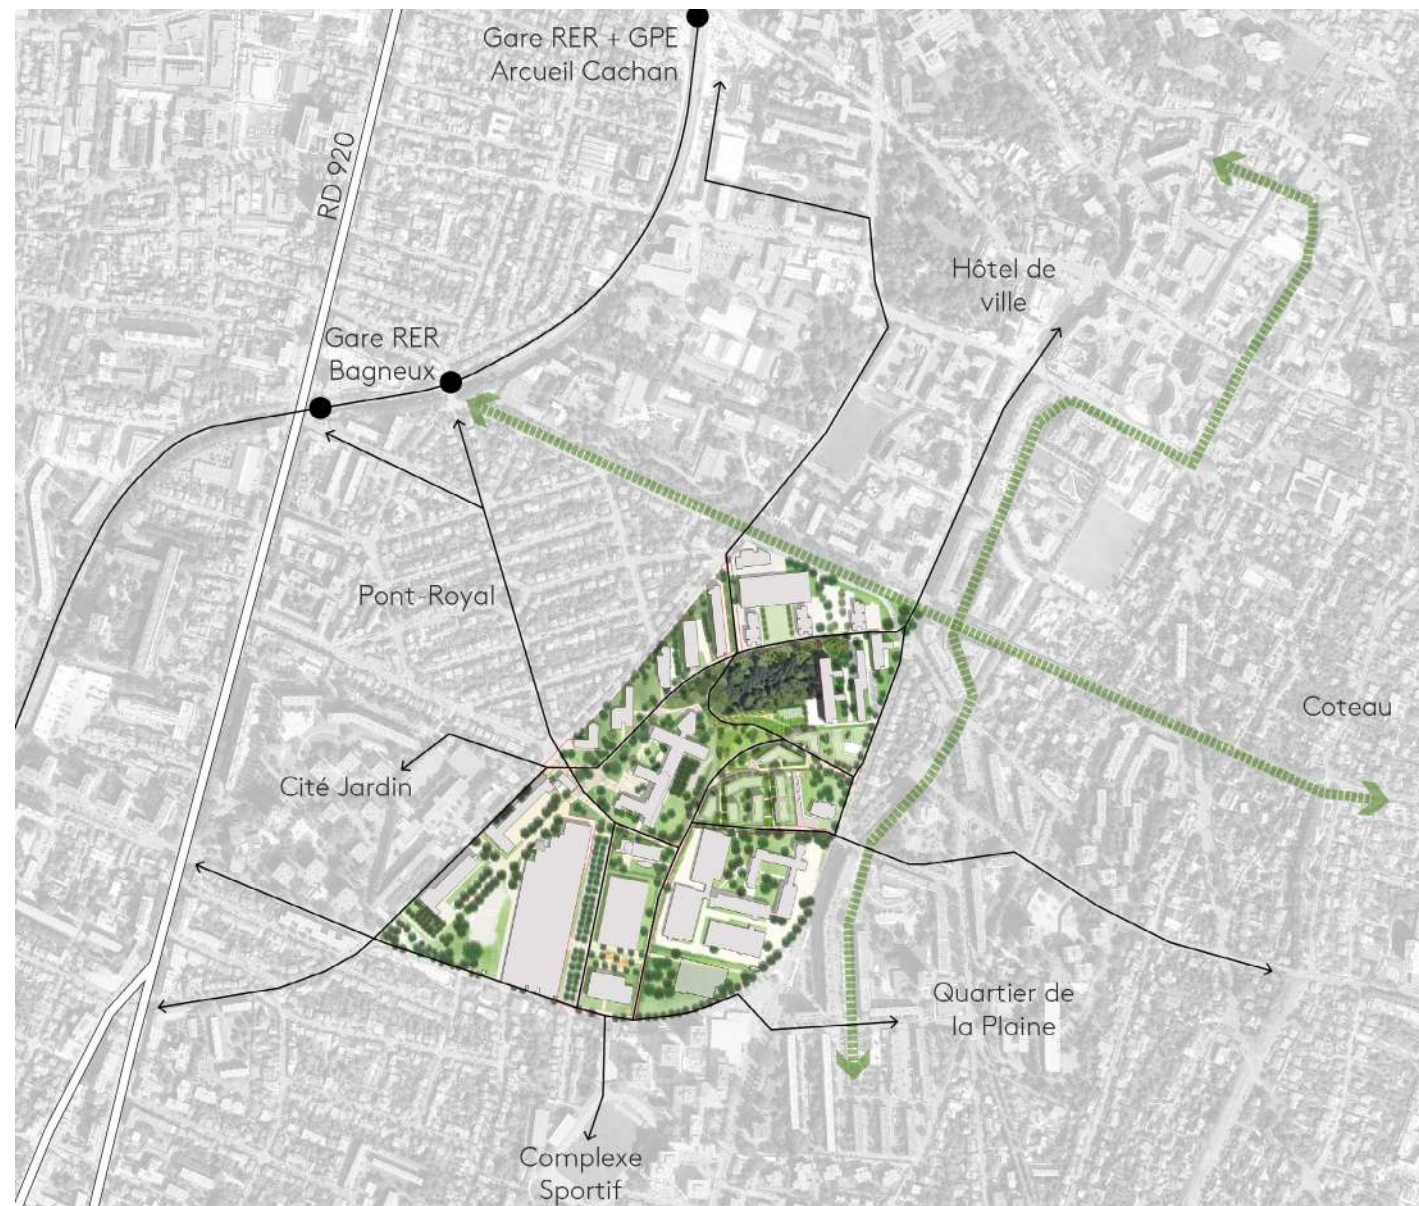 Gare RER + GPE
Arcueil Cachan
RD 920
Hôtel de
ville
Gare RER
Bagneux
Pont-Royal
Coteau
Cité Jardin
Quartier de
la Plaine
Complexe
Sportif